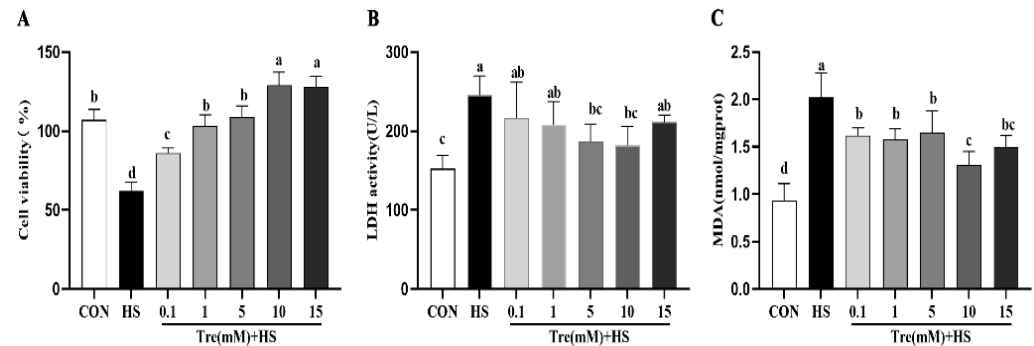 A
Cell viability ( %)
150
100
50
0
b
d
c
b
b
a
a
CON HS 0.1 1 5 10 15
Tre(mM)+HS
B
LDH activity(U/L)
300
200
100
0
c
a
ab
ab
bc
bc
ab
CON HS 0.1 1 5 10 15
Tre(mM)+HS
C
MDA(nmol/mgprot)
2.5
2.0
1.5
1.0
0.5
0.0
d
a
b
b
b
c
bc
CON HS 0.1 1 5 10 15
Tre(mM)+HS